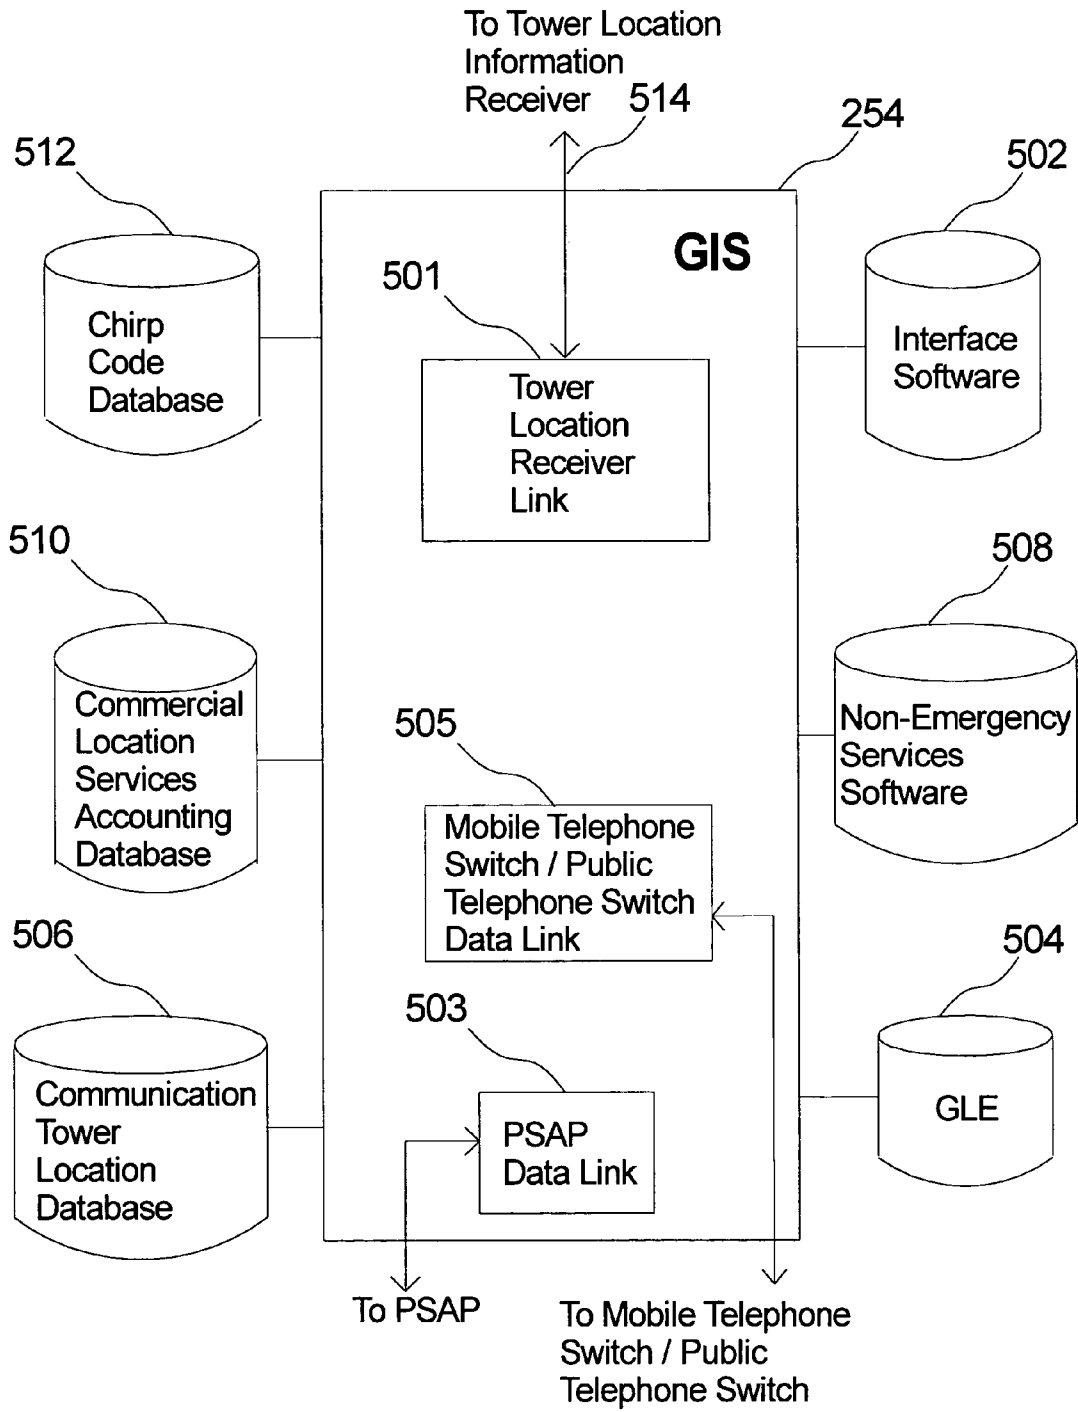 To Tower Location
Information
Receiver
514
254
512
502
GIS
501
Chirp
Code
Database
Interface
Software
Tower
Location
Receiver
Link
510
508
Commercial
Location
Services
Accounting
Database
505
Non-Emergency
Services
Software
Mobile Telephone
Switch / Public
Telephone Switch
Data Link
506
504
503
Communication
Tower
Location
Database
PSAP
Data Link
GLE
To PSAP
To Mobile Telephone
Switch / Public
Telephone Switch